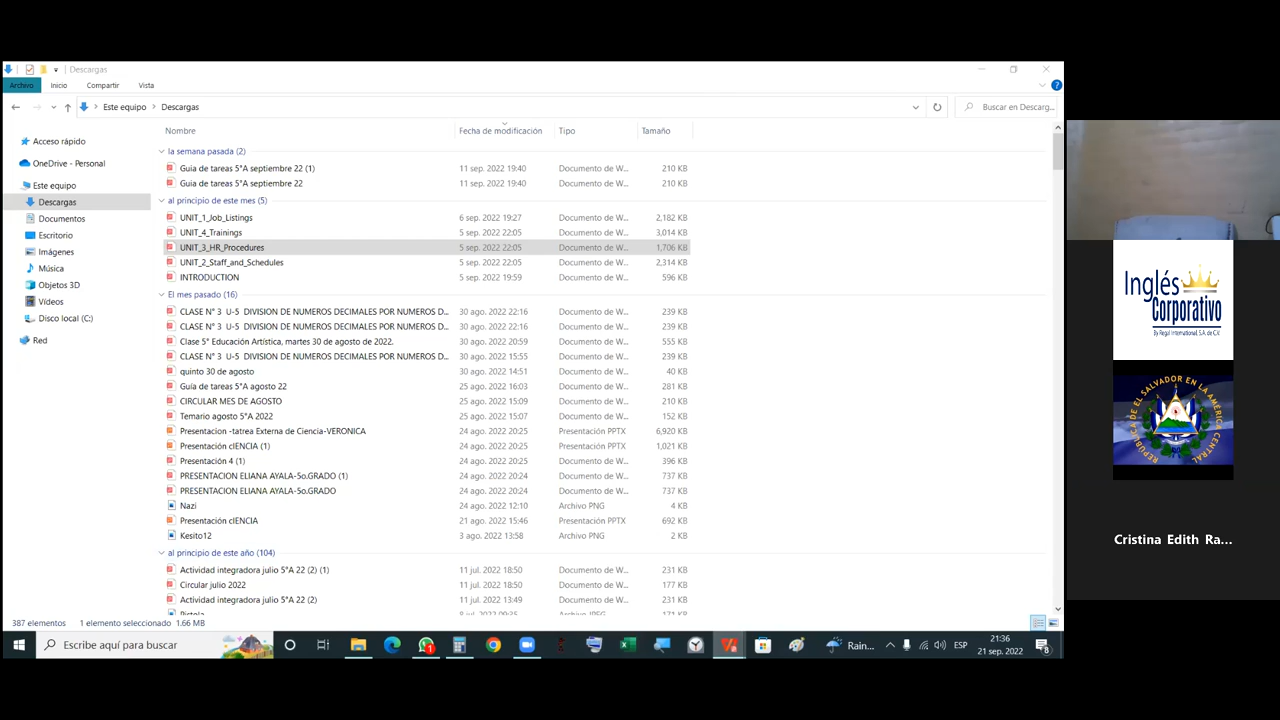 Descargas
Archivo Inicio Compartir Vista
Este equipo Descargas Buscar en Descarg...
Nombre Fecha de modificación Tipo Tamaño
la semana pasada (2)
Guia de tareas 5°A septiembre 22 (1) 11 sep. 2022 19:40 Documento de W... 210 KB
Guia de tareas 5°A septiembre 22 11 sep. 2022 19:40 Documento de W... 210 KB
al principio de este mes (5)
UNIT_1_Job_Listings 6 sep. 2022 19:27 Documento de W... 2,182 KB
UNIT_4_Trainings 5 sep. 2022 22:05 Documento de W... 3,014 KB
UNIT_3_HR_Procedures 5 sep. 2022 22:05 Documento de W... 1,706 KB
UNIT_2_Staff_and_Schedules 5 sep. 2022 22:05 Documento de W... 2,314 KB
INTRODUCTION 5 sep. 2022 19:59 Documento de W... 596 KB
El mes pasado (16)
CLASE N° 3 U-5 DIVISION DE NUMEROS DECIMALES POR NUMEROS D... 30 ago. 2022 22:16 Documento de W... 239 KB
CLASE N° 3 U-5 DIVISION DE NUMEROS DECIMALES POR NUMEROS D... 30 ago. 2022 22:16 Documento de W... 239 KB
Clase 5° Educación Artística, martes 30 de agosto de 2022. 30 ago. 2022 20:59 Documento de W... 555 KB
CLASE N° 3 U-5 DIVISION DE NUMEROS DECIMALES POR NUMEROS D... 30 ago. 2022 15:55 Documento de W... 239 KB
quinto 30 de agosto 30 ago. 2022 14:51 Documento de W... 40 KB
Guía de tareas 5°A agosto 22 25 ago. 2022 16:03 Documento de W... 281 KB
CIRCULAR MES DE AGOSTO 25 ago. 2022 15:09 Documento de W... 210 KB
Temario agosto 5°A 2022 25 ago. 2022 15:07 Documento de W... 152 KB
Presentacion -tatrea Externa de Ciencia-VERONICA 24 ago. 2022 20:25 Presentación PPTX 6,920 KB
Presentación cIENCIA (1) 24 ago. 2022 20:25 Presentación PPTX 1,021 KB
Presentación 4 (1) 24 ago. 2022 20:25 Documento de W... 396 KB
PRESENTACION ELIANA AYALA-5o.GRADO (1) 24 ago. 2022 20:24 Documento de W... 737 KB
PRESENTACION ELIANA AYALA-5o.GRADO 24 ago. 2022 20:24 Documento de W... 737 KB
Nazi 24 ago. 2022 12:10 Archivo PNG 4 KB
Presentación cIENCIA 21 ago. 2022 15:46 Presentación PPTX 692 KB
Kesito12 3 ago. 2022 13:58 Archivo PNG 2 KB
al principio de este año (104)
Actividad integradora julio 5°A 22 (2) (1) 11 jul. 2022 18:50 Documento de W... 231 KB
Circular julio 2022 11 jul. 2022 18:50 Documento de W... 177 KB
Actividad integradora julio 5°A 22 (2) 11 jul. 2022 13:49 Documento de W... 231 KB
Acceso rápido
OneDrive - Personal
Este equipo
Descargas
Documentos
Escritorio
Imágenes
Música
Objetos 3D
Vídeos
Disco local (C:)
Red
387 elementos 1 elemento seleccionado 1.66 MB
Escribe aquí para buscar
Rain... ESP
21:36
21 sep. 2022
8
Inglés
Corporativo
By Regal International, S.A. de C.V.
REPÚBLICA DE EL SALVADOR EN LA AMÉRICA CENTRAL
Cristina Edith Ra...